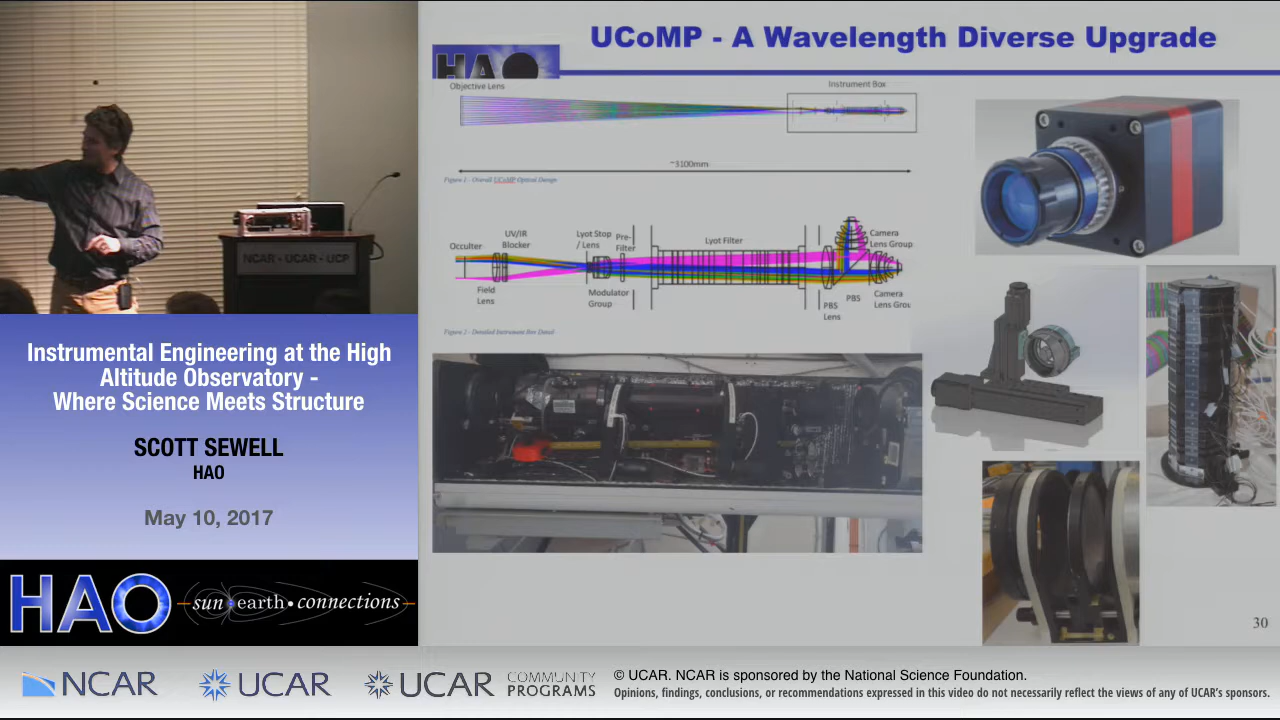 UCoMP - A Wavelength Diverse Upgrade
HAO
Objective Lens
Instrument Box
~3100mm
Figure 1 - Overall UCoMP Optical Design
Occulter
UV/IR
Blocker
Lyot Stop
/ Lens
Pre-
Filter
Lyot Filter
Camera
Lens Group
Field
Lens
Modulator
Group
PBS
Lens
PBS
Camera
Lens Grou
Figure 2 - Detailed Instrument Box Detail
30
NCAR - UCAR - UCP
Instrumental Engineering at the High
Altitude Observatory -
Where Science Meets Structure
SCOTT SEWELL
HAO
May 10, 2017
HAO
sun • earth • connections
NCAR
UCAR
UCAR
COMMUNITY
PROGRAMS
© UCAR. NCAR is sponsored by the National Science Foundation.
Opinions, findings, conclusions, or recommendations expressed in this video do not necessarily reflect the views of any of UCAR's sponsors.